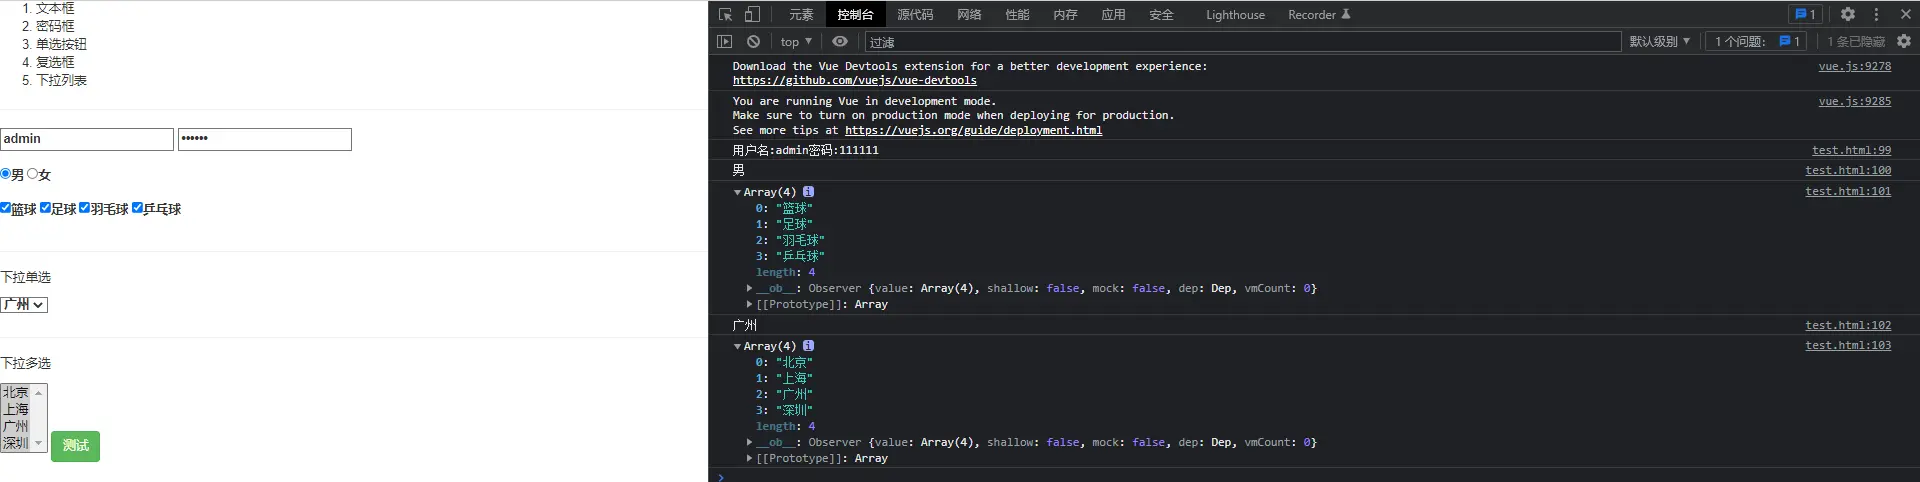 1. 文本框
2. 密码框
3. 单选按钮
4. 复选框
5. 下拉列表
admin ••••••
男 女
篮球 足球 羽毛球 乒乓球
下拉单选
广州
下拉多选
北京
上海
广州
深圳
测试
元素 控制台 源代码 网络 性能 内存 应用 安全 Lighthouse Recorder 1
top 过滤 默认级别 1 个问题: 1 1 条已隐藏
Download the Vue Devtools extension for a better development experience: vue.js:9278
https://github.com/vuejs/vue-devtools
You are running Vue in development mode. vue.js:9285
Make sure to turn on production mode when deploying for production.
See more tips at https://vuejs.org/guide/deployment.html
用户名:admin密码:111111 test.html:99
男 test.html:100
Array(4) i test.html:101
0: "篮球"
1: "足球"
2: "羽毛球"
3: "乒乓球"
length: 4
__ob__: Observer {value: Array(4), shallow: false, mock: false, dep: Dep, vmCount: 0}
[[Prototype]]: Array
广州 test.html:102
Array(4) i test.html:103
0: "北京"
1: "上海"
2: "广州"
3: "深圳"
length: 4
__ob__: Observer {value: Array(4), shallow: false, mock: false, dep: Dep, vmCount: 0}
[[Prototype]]: Array